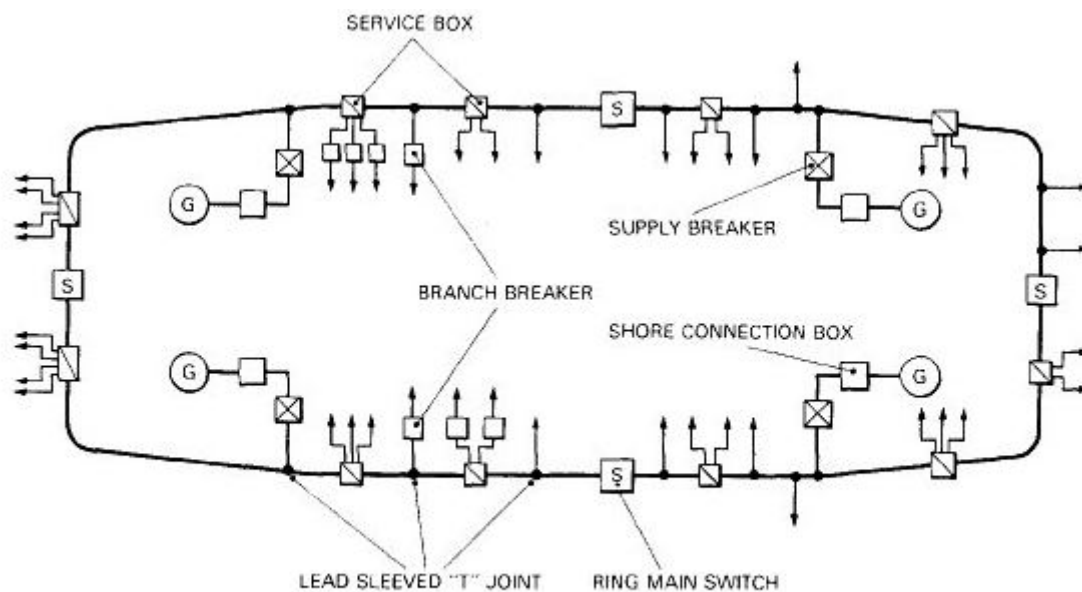 SERVICE BOX
S
G
G
SUPPLY BREAKER
S
BRANCH BREAKER
S
SHORE CONNECTION BOX
G
G
S
LEAD SLEEVED "T" JOINT
RING MAIN SWITCH